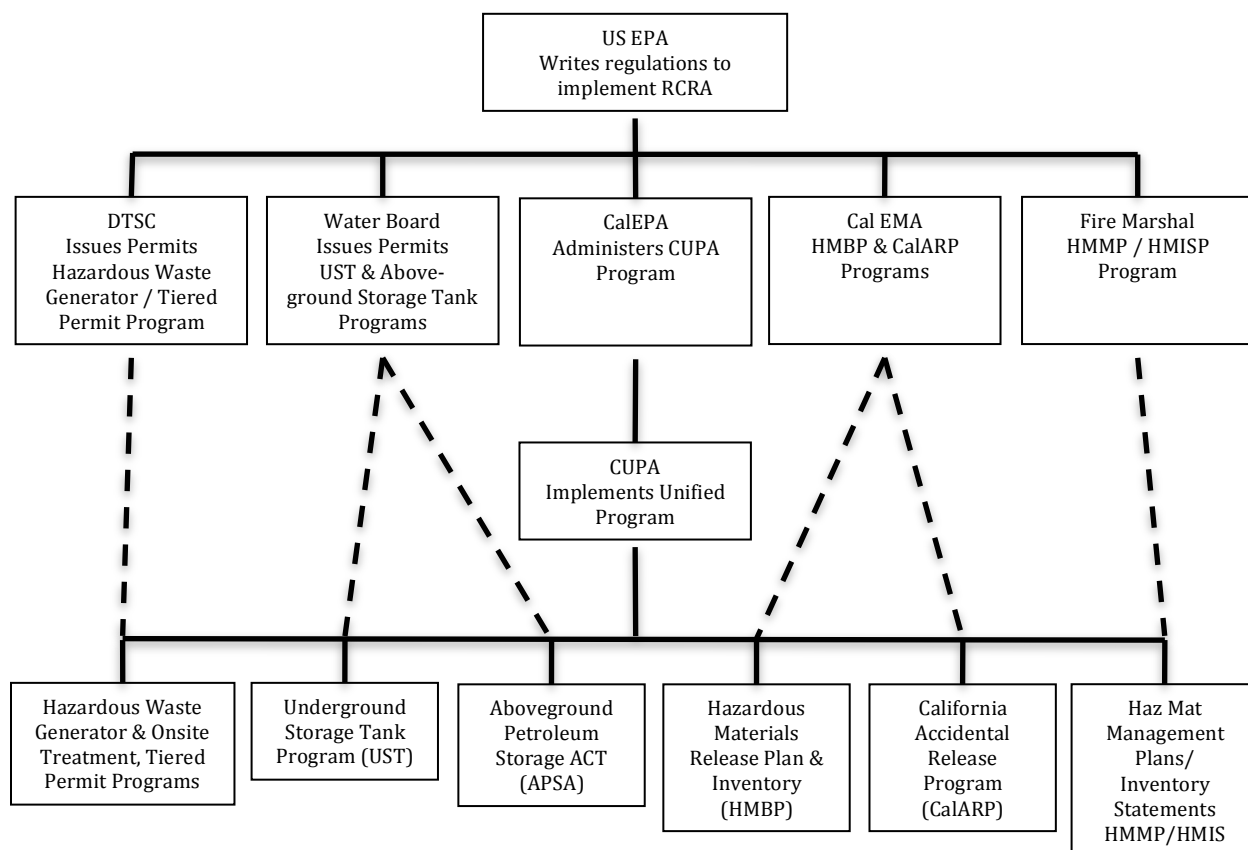 US EPA
Writes regulations to
implement RCRA
DTSC
Issues Permits
Hazardous Waste
Generator / Tiered
Permit Program
Water Board
Issues Permits
UST & Above-
ground Storage Tank
Programs
CalEPA
Administers CUPA
Program
Cal EMA
HMBP & CalARP
Programs
Fire Marshal
HMMP / HMISP
Program
CUPA
Implements Unified
Program
Hazardous Waste
Generator & Onsite
Treatment, Tiered
Permit Programs
Underground
Storage Tank
Program (UST)
Aboveground
Petroleum
Storage ACT
(APSA)
Hazardous
Materials
Release Plan &
Inventory
(HMBP)
California
Accidental
Release
Program
(CalARP)
Haz Mat
Management
Plans/
Inventory
Statements
HMMP/HMIS